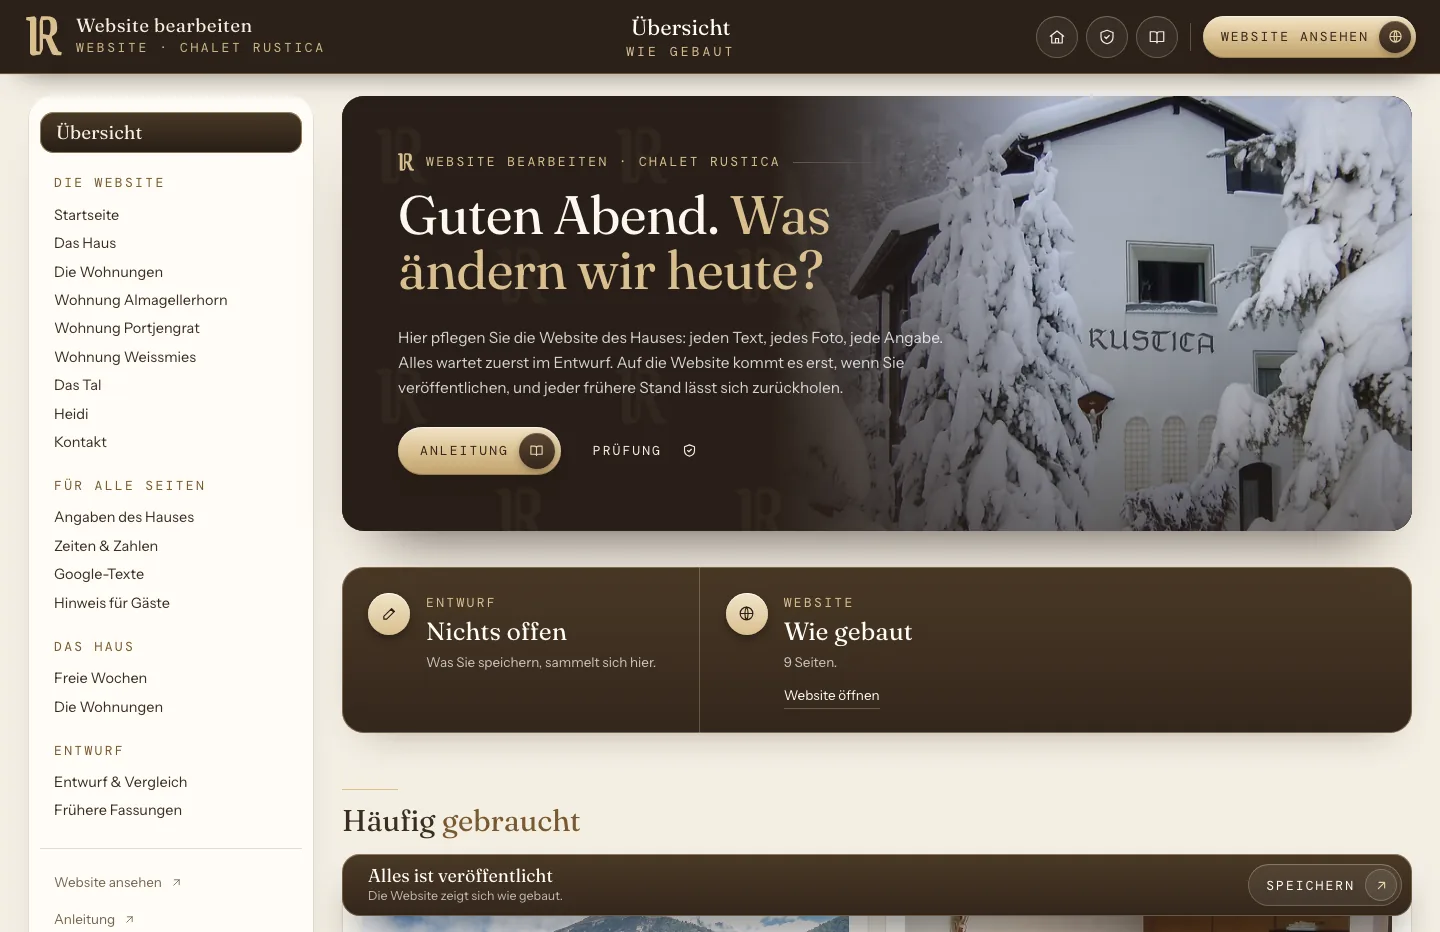 Website bearbeiten
WEBSITE · CHALET RUSTICA
Übersicht
WIE GEBAUT
WEBSITE ANSEHEN
Übersicht
DIE WEBSITE
Startseite
Das Haus
Die Wohnungen
Wohnung Almagellerhorn
Wohnung Portjengrat
Wohnung Weissmies
Das Tal
Heidi
Kontakt
FÜR ALLE SEITEN
Angaben des Hauses
Zeiten & Zahlen
Google-Texte
Hinweis für Gäste
DAS HAUS
Freie Wochen
Die Wohnungen
ENTWURF
Entwurf & Vergleich
Frühere Fassungen
Website ansehen
Anleitung
WEBSITE BEARBEITEN · CHALET RUSTICA
Guten Abend. Was
ändern wir heute?
Hier pflegen Sie die Website des Hauses: jeden Text, jedes Foto, jede Angabe.
Alles wartet zuerst im Entwurf. Auf die Website kommt es erst, wenn Sie
veröffentlichen, und jeder frühere Stand lässt sich zurückholen.
ANLEITUNG
PRÜFUNG
RUSTICA
ENTWURF
Nichts offen
Was Sie speichern, sammelt sich hier.
WEBSITE
Wie gebaut
9 Seiten.
Website öffnen
Häufig gebraucht
Alles ist veröffentlicht
Die Website zeigt sich wie gebaut.
SPEICHERN